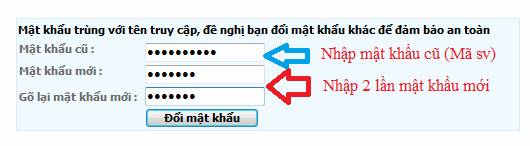 Mật khẩu trùng với tên truy cập, đề nghị bạn đổi mật khẩu khác để đảm bảo an toàn
Mật khẩu cũ : ●●●●●●●●●● Nhập mật khẩu cũ (Mã sv)
Mật khẩu mới : ●●●●●●●
Nhập 2 lần mật khẩu mới
Gõ lại mật khẩu mới : ●●●●●●●
Đổi mật khẩu